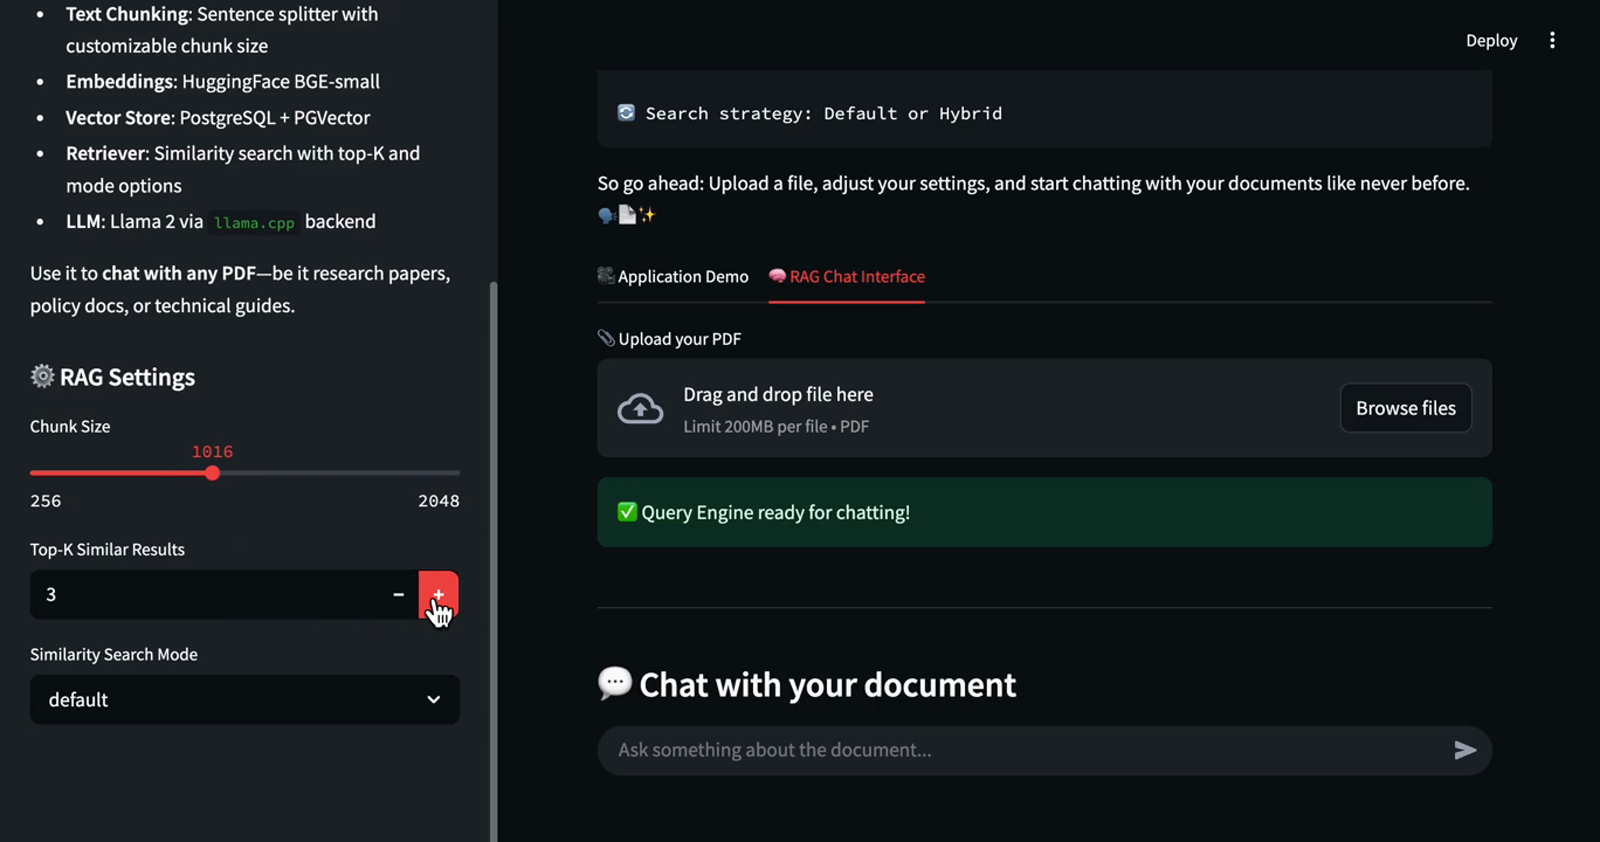 Text Chunking: Sentence splitter with
customizable chunk size
Embeddings: HuggingFace BGE-small
Vector Store: PostgreSQL + PGVector
Retriever: Similarity search with top-K and
mode options
LLM: Llama 2 via llama.cpp backend
Use it to chat with any PDF—be it research papers,
policy docs, or technical guides.
⚙️ RAG Settings
Chunk Size
1016
256 2048
Top-K Similar Results
3 − +
Similarity Search Mode
default
Deploy
🔄 Search strategy: Default or Hybrid
So go ahead: Upload a file, adjust your settings, and start chatting with your documents like never before.
🗣️📄✨
🎥 Application Demo 🧠 RAG Chat Interface
📎 Upload your PDF
Drag and drop file here
Limit 200MB per file • PDF
Browse files
✅ Query Engine ready for chatting!
💬 Chat with your document
Ask something about the document...